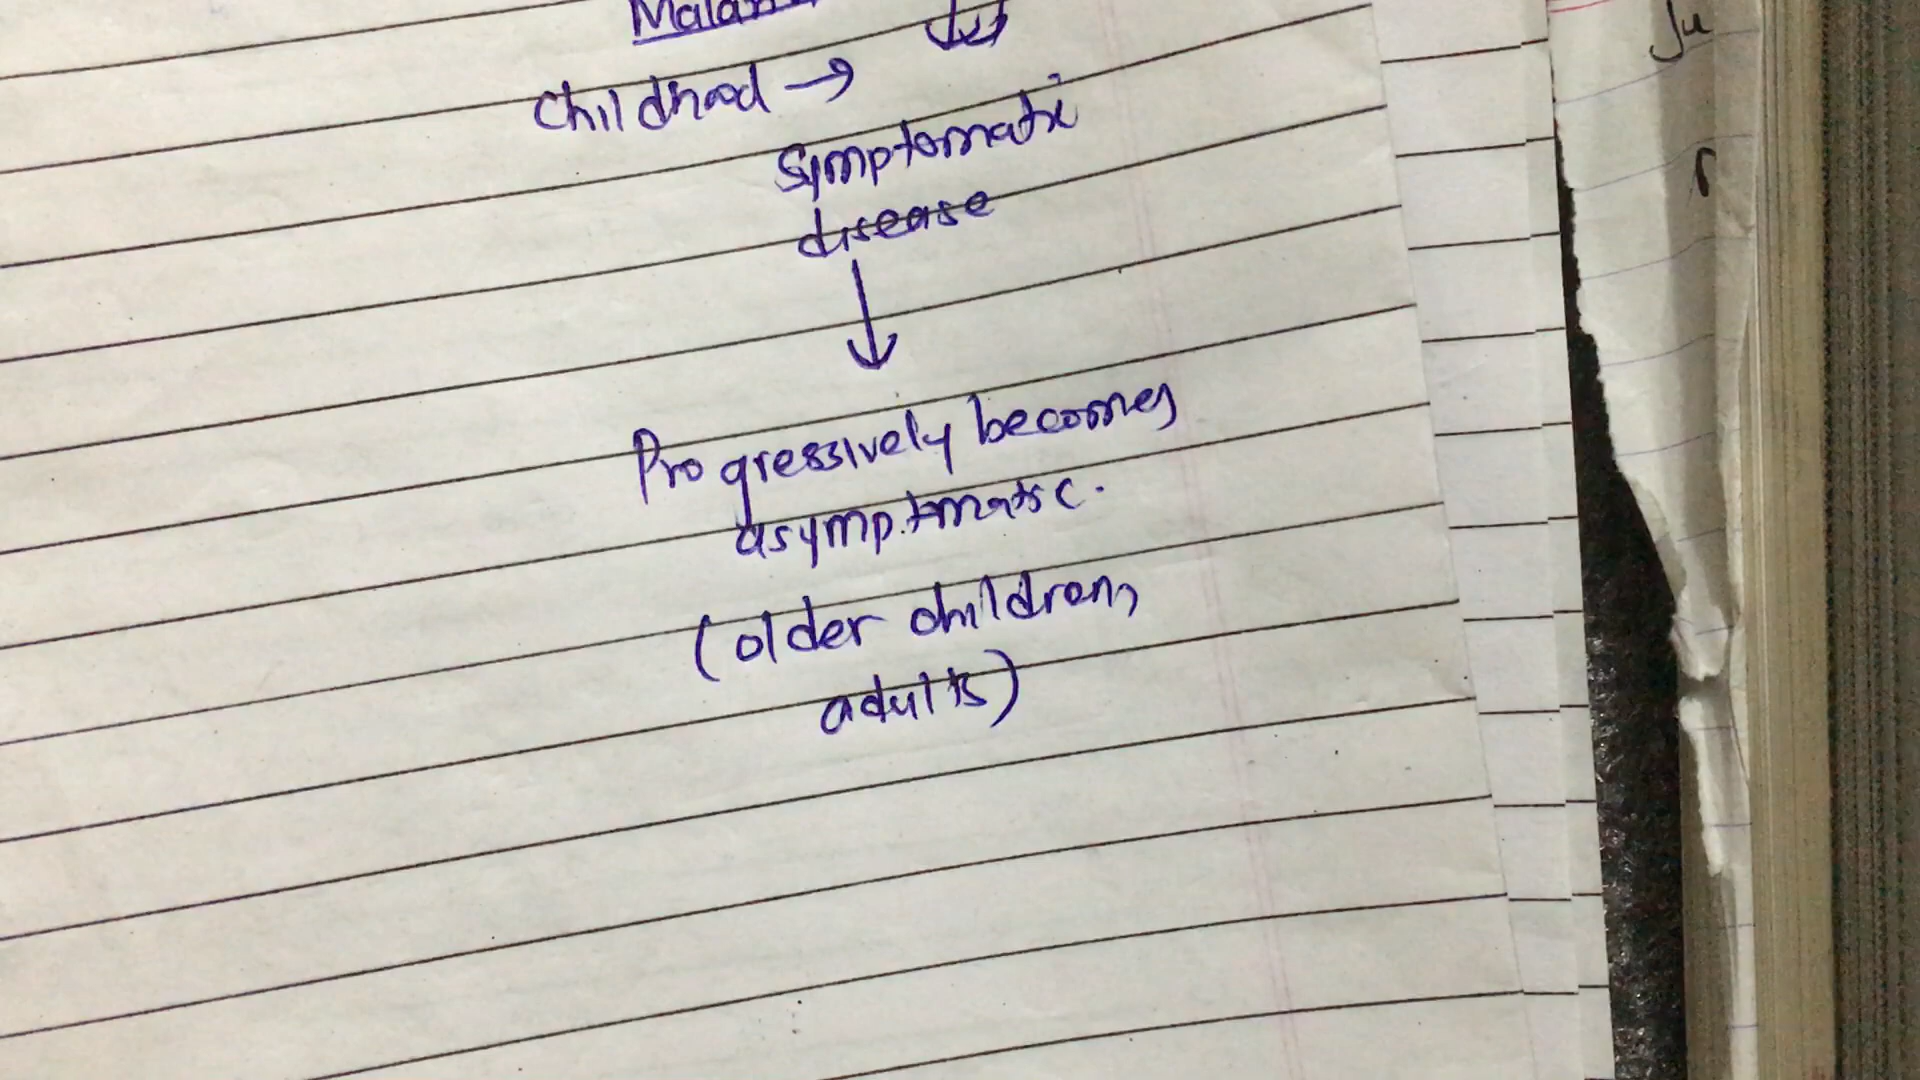 Childhood →
Symptomatic
disease
↓
Progressively becomes
asymptomatic.
(older children,
adults)